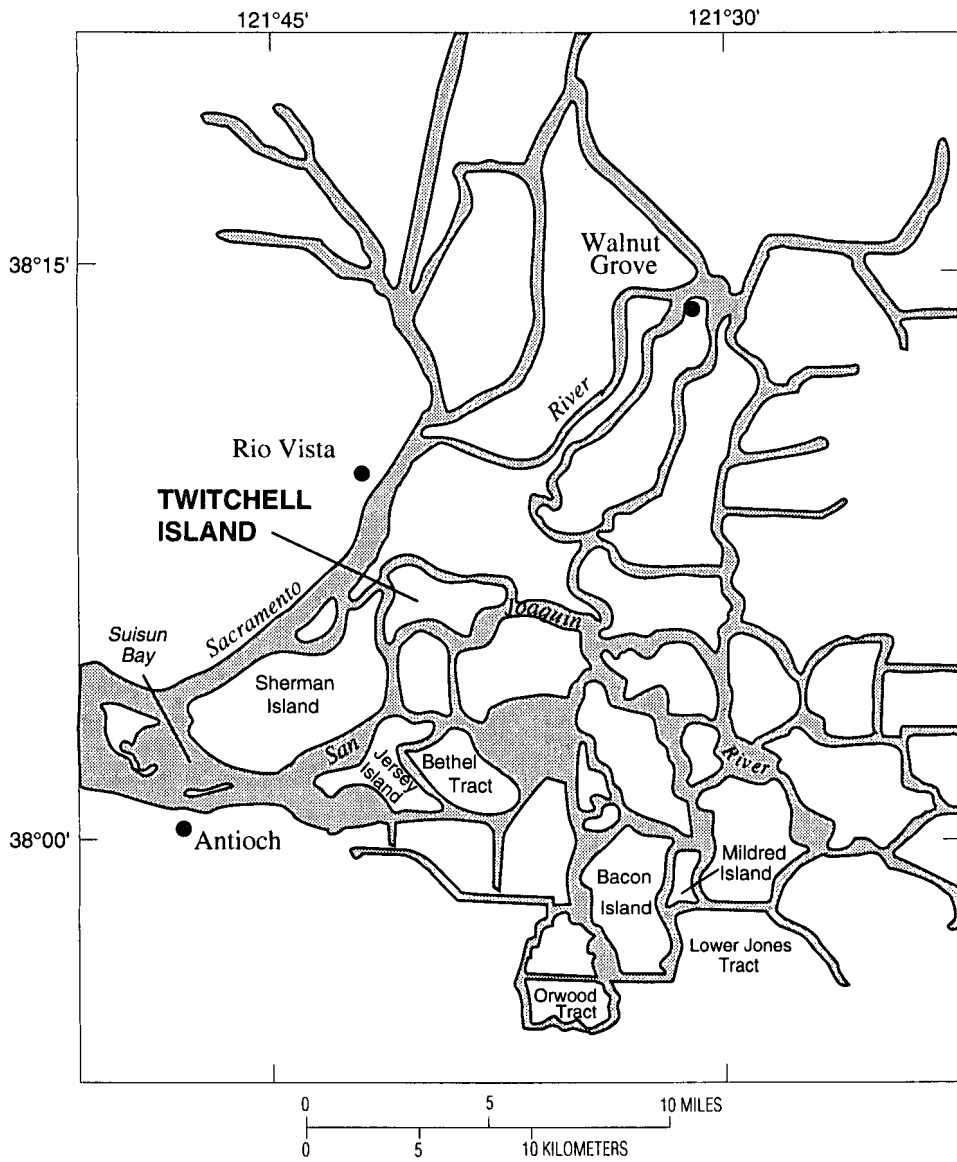 121°45'
121°30'
Walnut
Grove
38°15'
River
Rio Vista
TWITCHELL
ISLAND
Sacramento
Joaquin
Suisun
Bay
Sherman
Island
San
Jersey
Island
Bethel
Tract
River
38°00'
Antioch
Mildred
Island
Bacon
Island
Lower Jones
Tract
Orwood
Tract
0 5 10 MILES
0 5 10 KILOMETERS